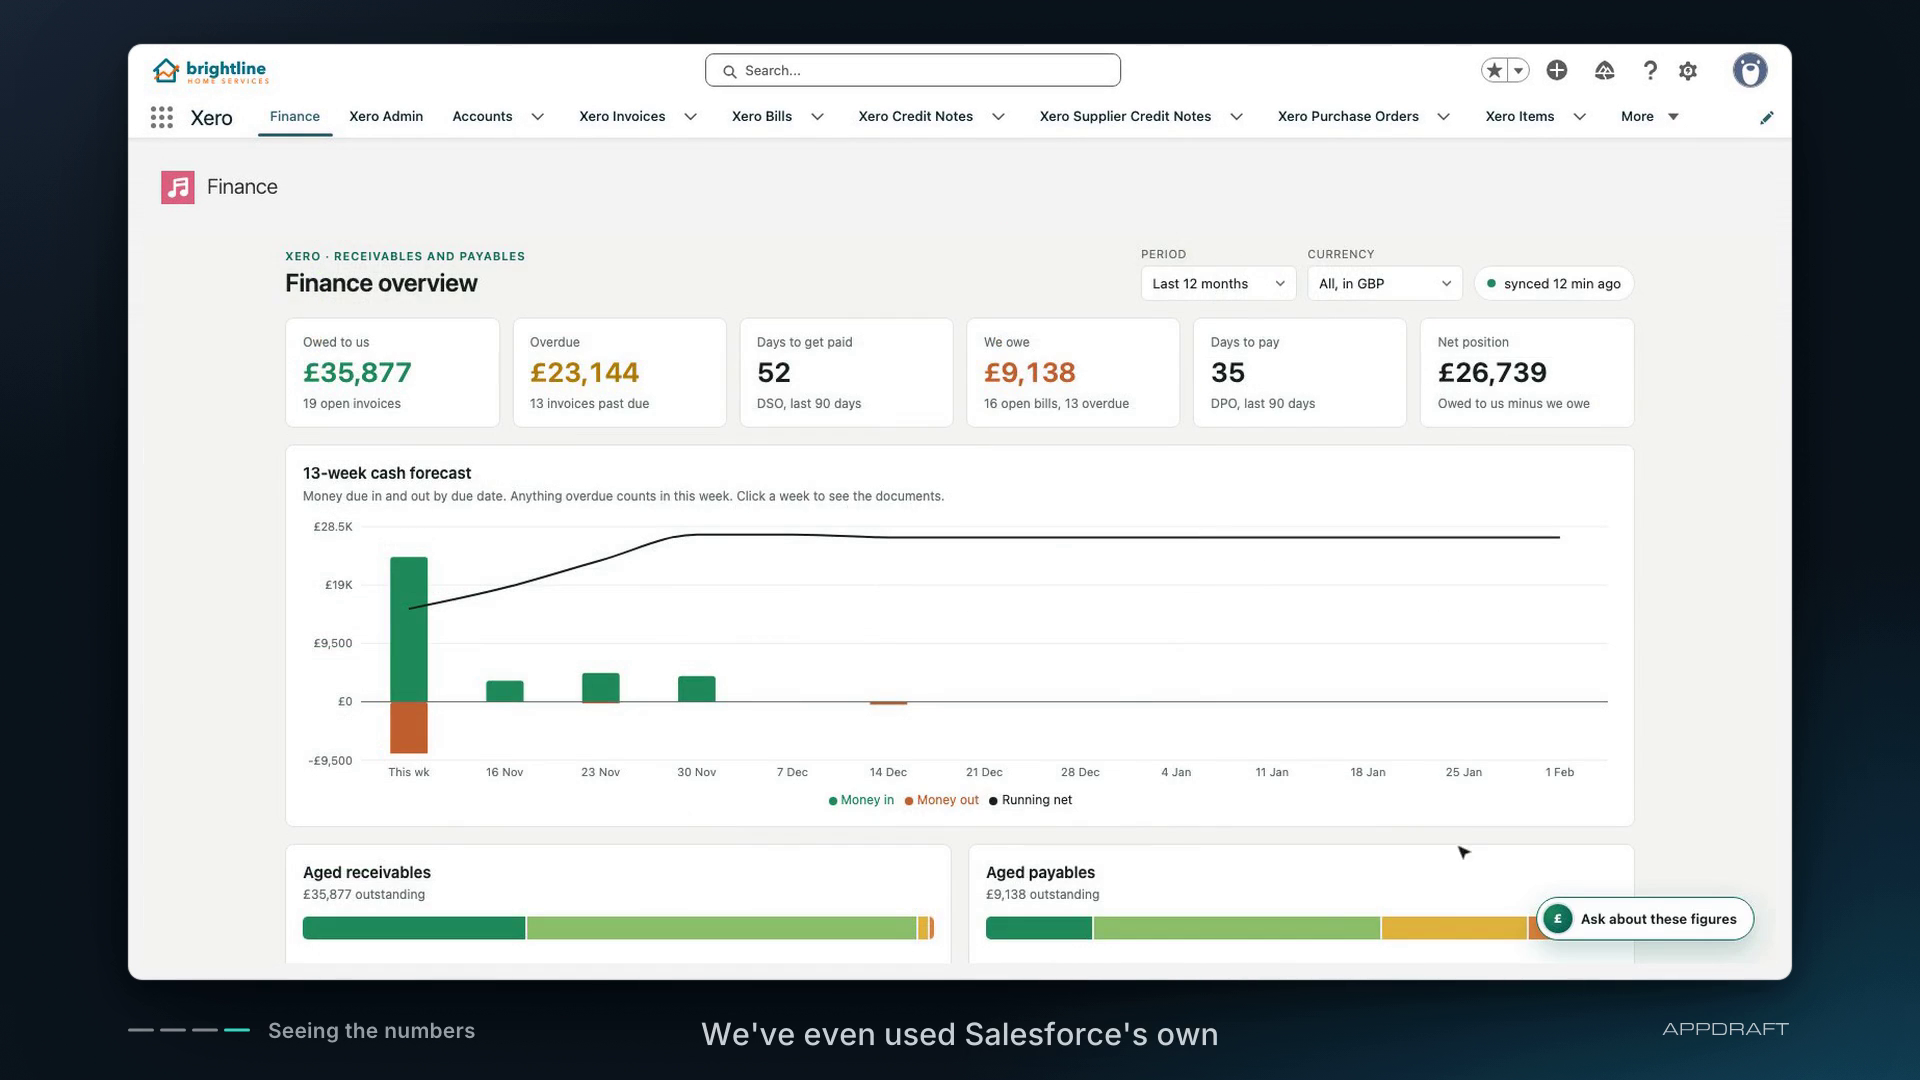 brightline
HOME SERVICES
Search...
Xero
Finance
Xero Admin
Accounts
Xero Invoices
Xero Bills
Xero Credit Notes
Xero Supplier Credit Notes
Xero Purchase Orders
Xero Items
More
Finance
XERO · RECEIVABLES AND PAYABLES
Finance overview
PERIOD
Last 12 months
CURRENCY
All, in GBP
synced 12 min ago
Owed to us
£35,877
19 open invoices
Overdue
£23,144
13 invoices past due
Days to get paid
52
DSO, last 90 days
We owe
£9,138
16 open bills, 13 overdue
Days to pay
35
DPO, last 90 days
Net position
£26,739
Owed to us minus we owe
13-week cash forecast
Money due in and out by due date. Anything overdue counts in this week. Click a week to see the documents.
£28.5K
£19K
£9,500
£0
-£9,500
This wk
16 Nov
23 Nov
30 Nov
7 Dec
14 Dec
21 Dec
28 Dec
4 Jan
11 Jan
18 Jan
25 Jan
1 Feb
Money in
Money out
Running net
Aged receivables
£35,877 outstanding
Aged payables
£9,138 outstanding
£
Ask about these figures
Seeing the numbers
We've even used Salesforce's own
APPDRAFT